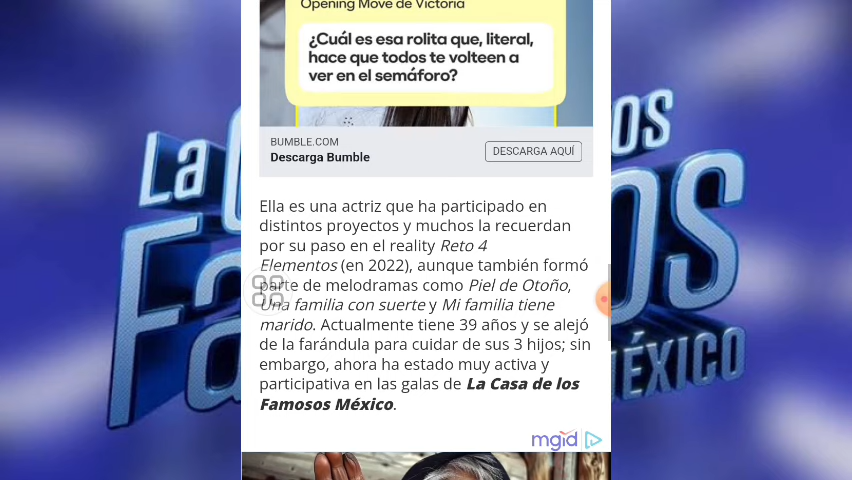 Opening Move de Victoria
¿Cuál es esa rolita que, literal,
hace que todos te volteen a
ver en el semáforo?
BUMBLE.COM
Descarga Bumble
DESCARGA AQUÍ
Ella es una actriz que ha participado en
distintos proyectos y muchos la recuerdan
por su paso en el reality Reto 4
Elementos (en 2022), aunque también formó
parte de melodramas como Piel de Otoño,
Una familia con suerte y Mi familia tiene
marido. Actualmente tiene 39 años y se alejó
de la farándula para cuidar de sus 3 hijos; sin
embargo, ahora ha estado muy activa y
participativa en las galas de La Casa de los
Famosos México.
mgid
La
OS
Fa
OS
MÉXICO